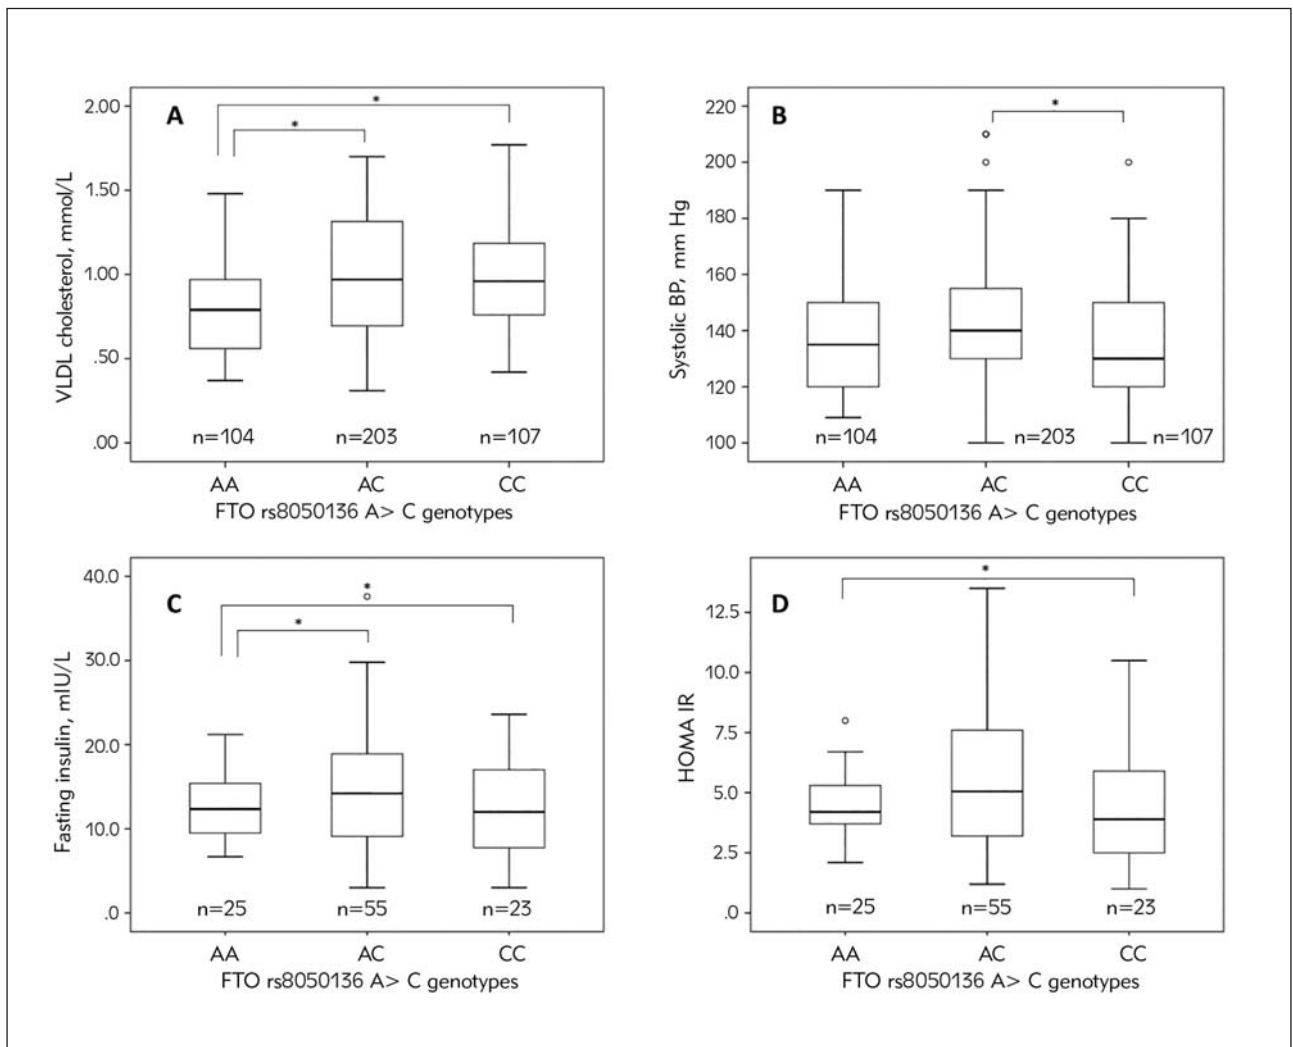 A
*
*
2.00
1.50
1.00
.50
.00
VLDL cholesterol, mmol/L
n=104
n=203
n=107
AA
AC
CC
FTO rs8050136 A> C genotypes
B
*
220
200
180
160
140
120
100
Systolic BP, mm Hg
n=104
n=203
n=107
AA
AC
CC
FTO rs8050136 A> C genotypes
C
*
*
40.0
30.0
20.0
10.0
.0
Fasting insulin, mIU/L
n=25
n=55
n=23
AA
AC
CC
FTO rs8050136 A> C genotypes
D
*
12.5
10.0
7.5
5.0
2.5
.0
HOMA IR
n=25
n=55
n=23
AA
AC
CC
FTO rs8050136 A> C genotypes